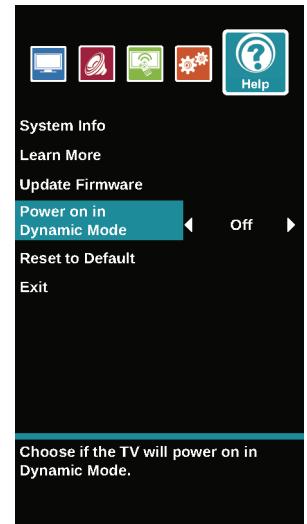 Help
System Info
Learn More
Update Firmware
Power on in
Dynamic Mode
Off
Reset to Default
Exit
Choose if the TV will power on in
Dynamic Mode.